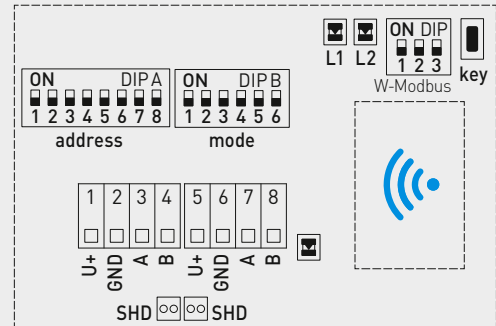 ON DIP
1 2 3
L1 L2
W-Modbus
key
ON DIP A
1 2 3 4 5 6 7 8
address
ON DIP B
1 2 3 4 5 6
mode
1 2 3 4 5 6 7 8
U+ GND A B U+ GND A B
SHD SHD